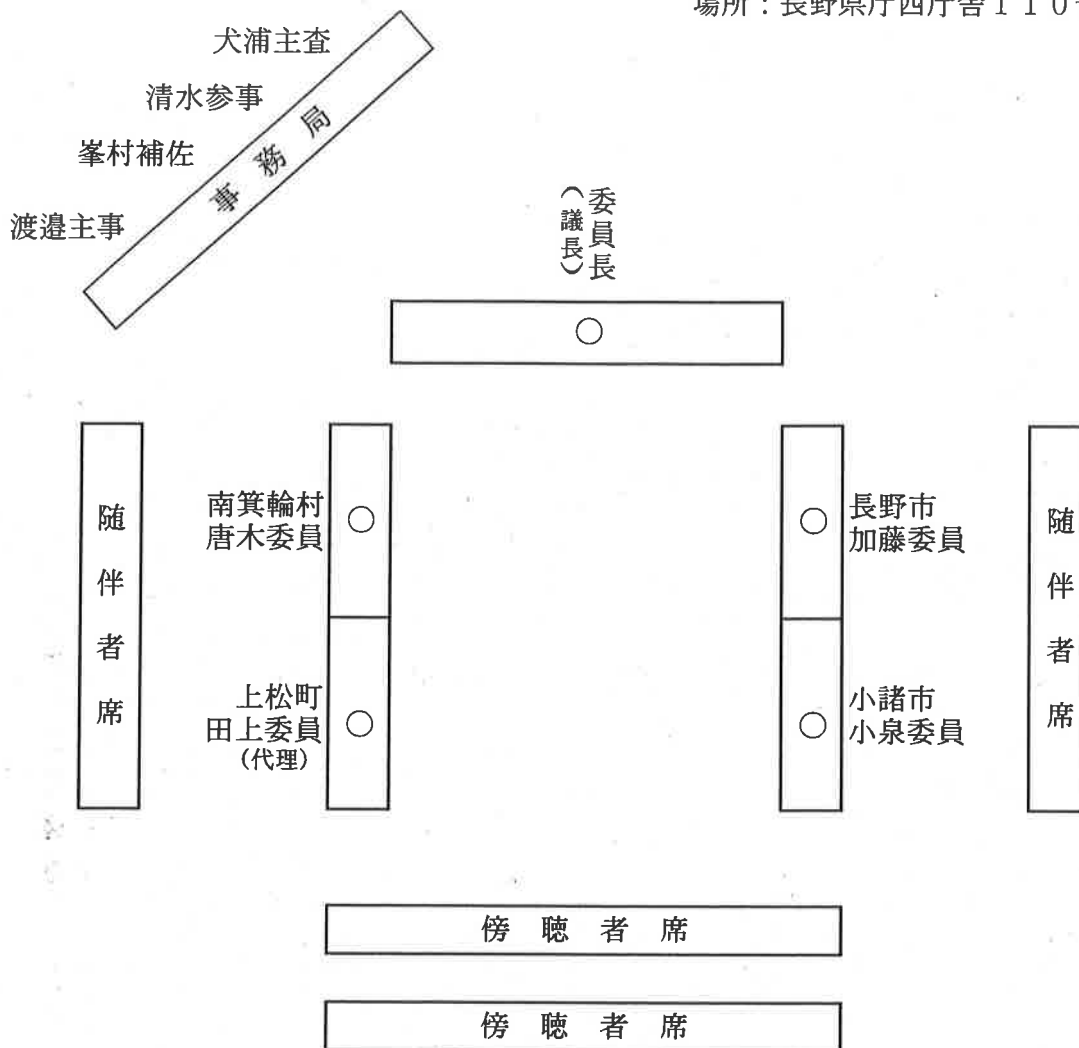 場所：長野県庁西庁舎１１０
犬浦主査
清水参事
峯村補佐
渡邉主事
事務局
委員長
（議長）
随伴者席
南箕輪村
唐木委員
上松町
田上委員
（代理）
長野市
加藤委員
小諸市
小泉委員
随伴者席
傍聴者席
傍聴者席